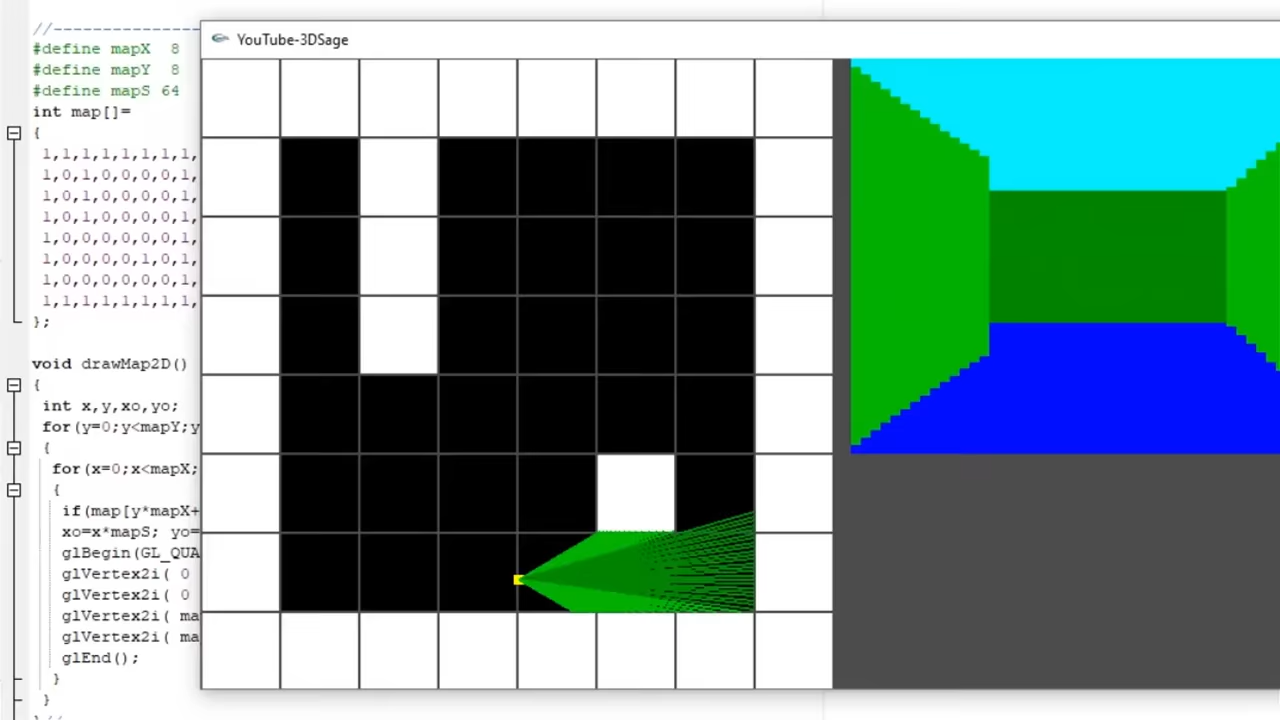 //---------------
YouTube-3DSage
#define mapX  8
#define mapY  8
#define mapS 64
int map[]=
{
1,1,1,1,1,1,1,1,
1,0,1,0,0,0,0,1,
1,0,1,0,0,0,0,1,
1,0,1,0,0,0,0,1,
1,0,0,0,0,0,0,1,
1,0,0,0,0,1,0,1,
1,0,0,0,0,0,0,1,
1,1,1,1,1,1,1,1,
};
void drawMap2D()
{
int x,y,xo,yo;
for(y=0;y<mapY;y
{
for(x=0;x<mapX;
{
if(map[y*mapX+
xo=x*mapS; yo=
glBegin(GL_QUA
glVertex2i( 0
glVertex2i( 0
glVertex2i( ma
glVertex2i( ma
glEnd();
}
}